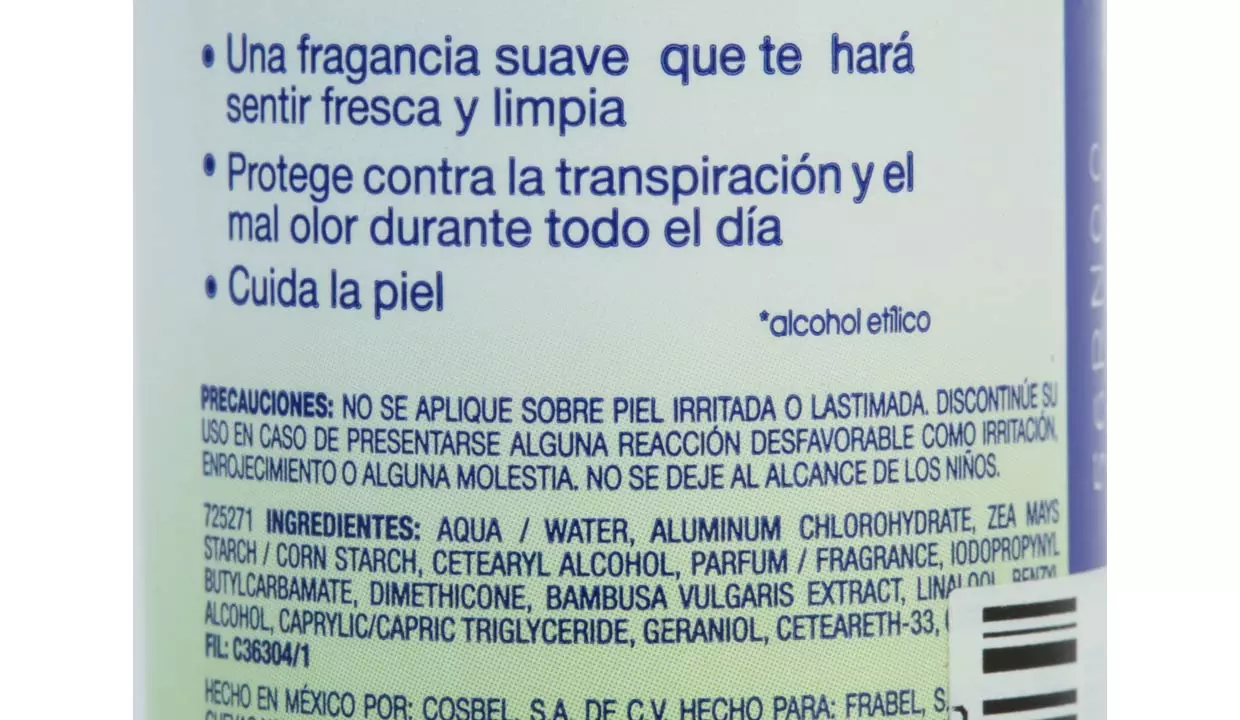 • Una fragancia suave que te hará
sentir fresca y limpia
• Protege contra la transpiración y el
mal olor durante todo el día
• Cuida la piel
*alcohol etílico
PRECAUCIONES: NO SE APLIQUE SOBRE PIEL IRRITADA O LASTIMADA. DISCONTINÚE SU
USO EN CASO DE PRESENTARSE ALGUNA REACCIÓN DESFAVORABLE COMO IRRITACIÓN,
ENROJECIMIENTO O ALGUNA MOLESTIA. NO SE DEJE AL ALCANCE DE LOS NIÑOS.
725271 INGREDIENTES: AQUA / WATER, ALUMINUM CHLOROHYDRATE, ZEA MAYS
STARCH / CORN STARCH, CETEARYL ALCOHOL, PARFUM / FRAGRANCE, IODOPROPYNYL
BUTYLCARBAMATE, DIMETHICONE, BAMBUSA VULGARIS EXTRACT, LINALOOL, BENZYL
ALCOHOL, CAPRYLIC/CAPRIC TRIGLYCERIDE, GERANIOL, CETEARETH-33,
FIL: C36304/1
HECHO EN MÉXICO POR: COSBEL, S.A. DE C.V. HECHO PARA: FRABEL, S.